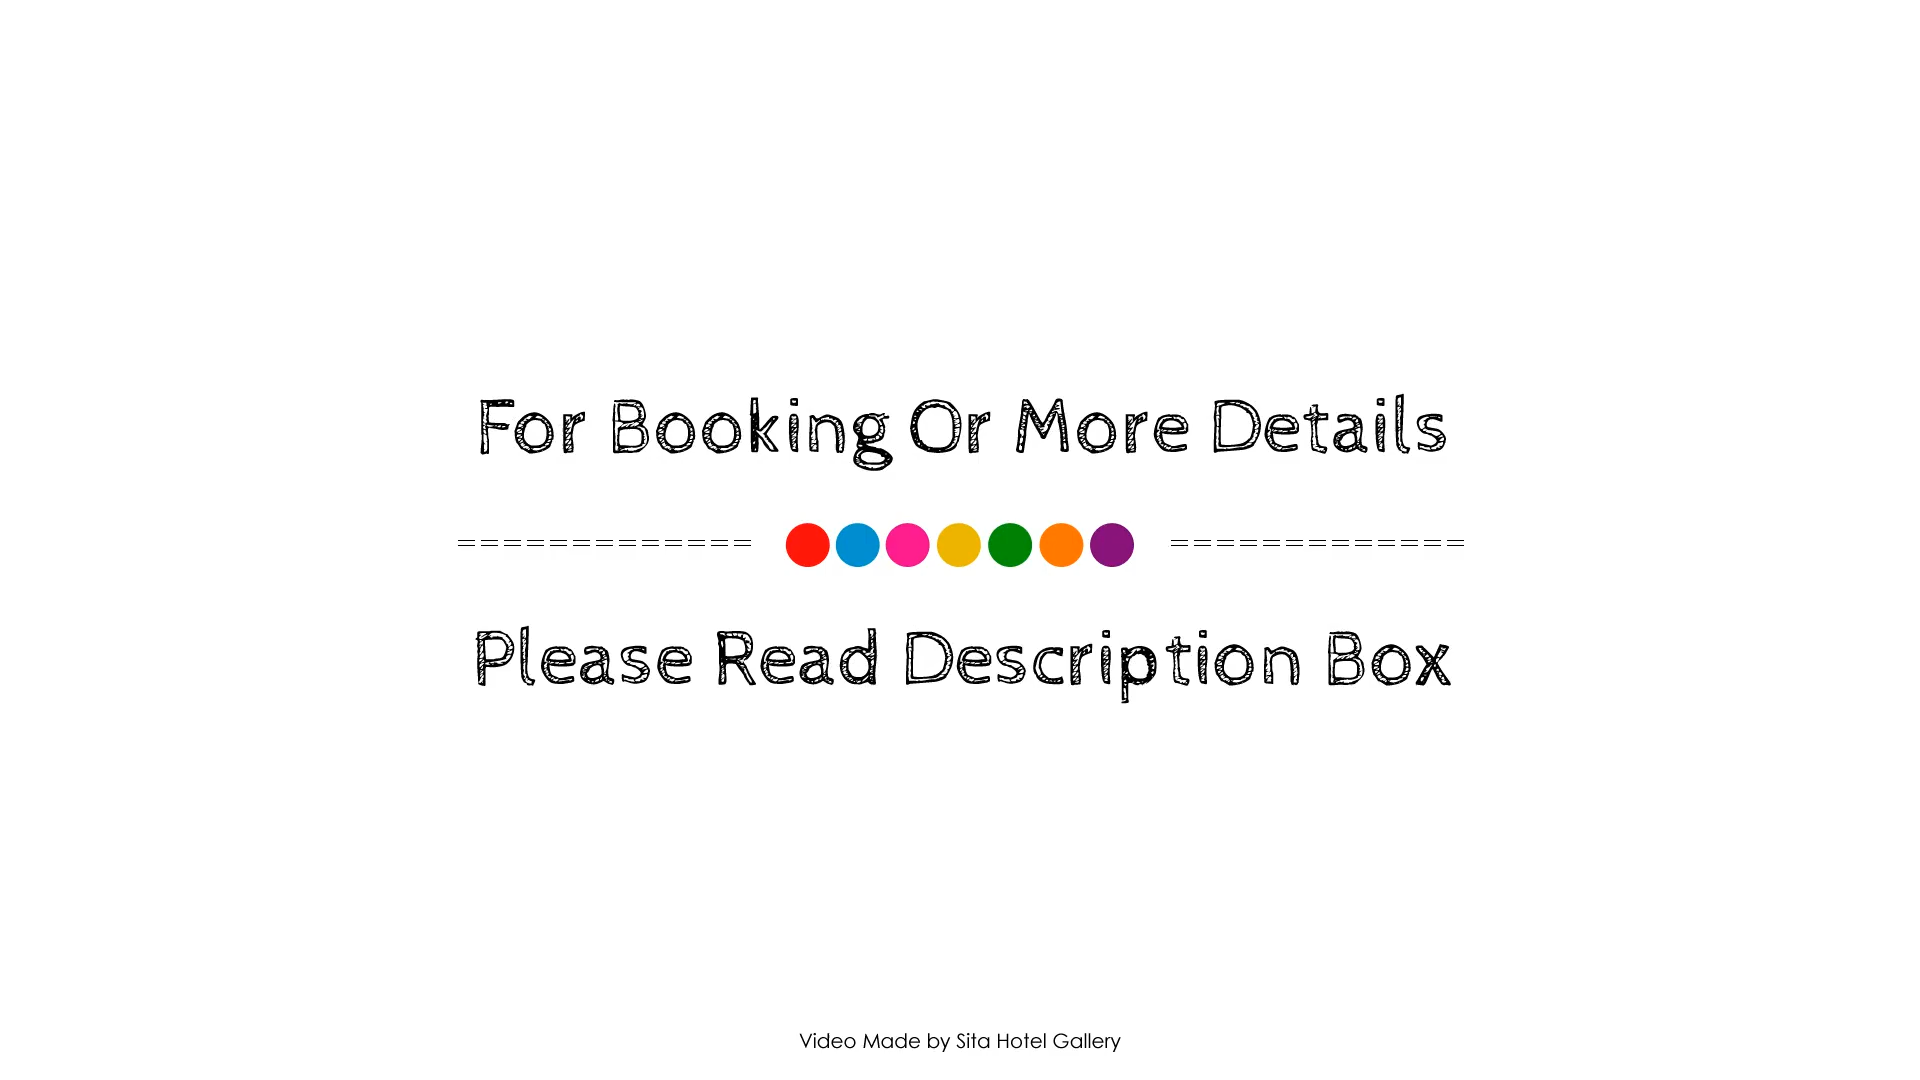 For Booking Or More Details
============= =============
Please Read Description Box
Video Made by Sita Hotel Gallery